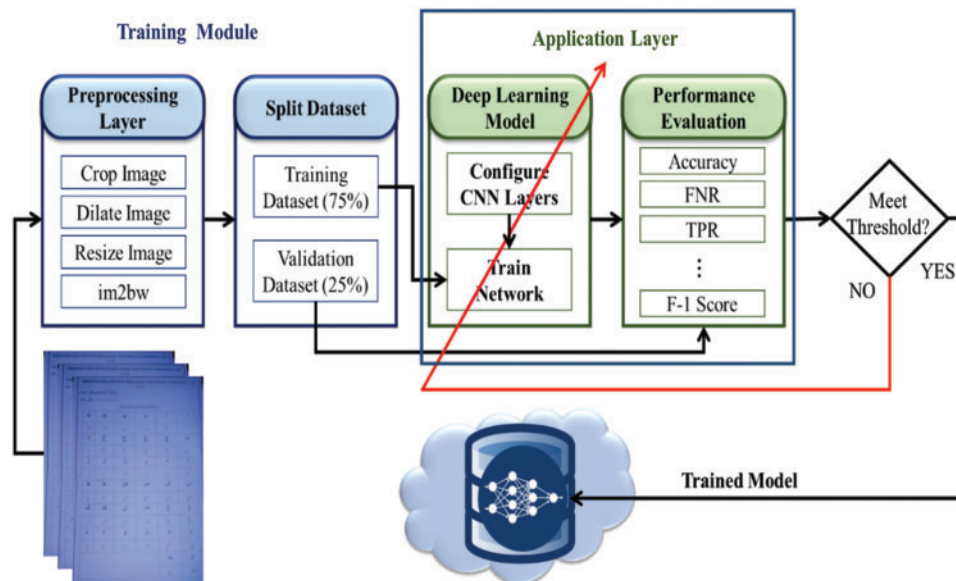 Training Module
Application Layer
Preprocessing
Layer
Crop Image
Dilate Image
Resize Image
im2bw
Split Dataset
Training
Dataset (75%)
Validation
Dataset (25%)
Deep Learning
Model
Configure
CNN Layers
Train
Network
Performance
Evaluation
Accuracy
FNR
TPR
⋮
F-1 Score
Meet
Threshold?
YES
NO
Trained Model